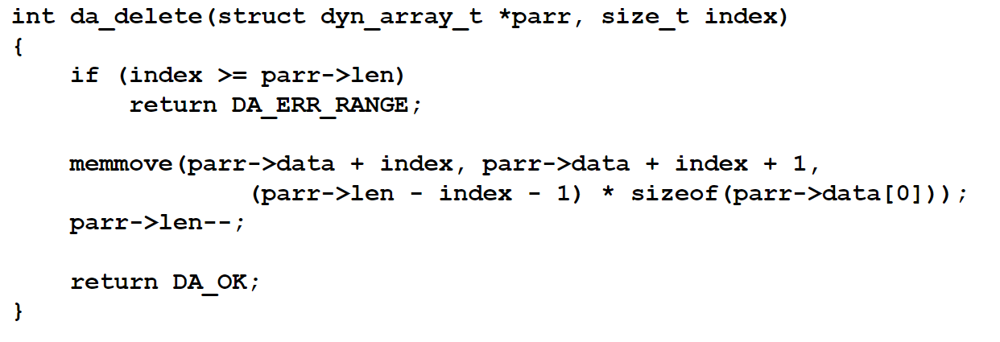 int da_delete(struct dyn_array_t *parr, size_t index)
{
    if (index >= parr->len)
        return DA_ERR_RANGE;
    memmove(parr->data + index, parr->data + index + 1,
            (parr->len - index - 1) * sizeof(parr->data[0]));
    parr->len--;
    return DA_OK;
}